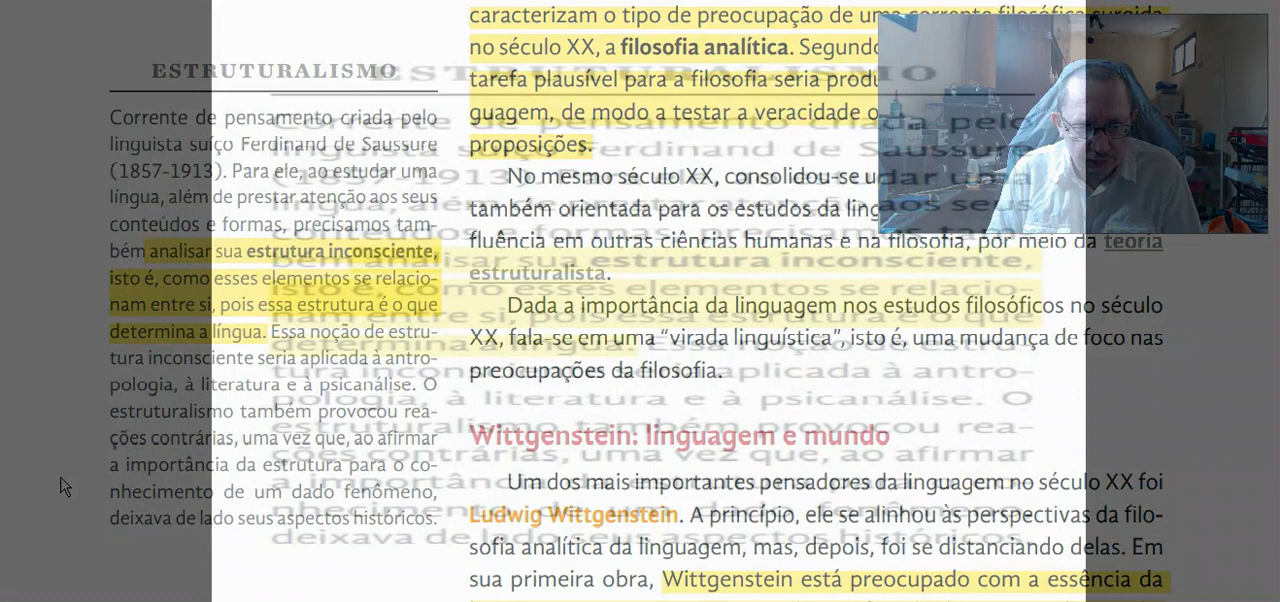 ESTRUTURALISMO
Corrente de pensamento criada pelo
linguista suíço Ferdinand de Saussure
(1857-1913). Para ele, ao estudar uma
língua, além de prestar atenção aos seus
conteúdos e formas, precisamos tam-
bém analisar sua estrutura inconsciente,
isto é, como esses elementos se relacio-
nam entre si, pois essa estrutura é o que
determina a língua. Essa noção de estru-
tura inconsciente seria aplicada à antro-
pologia, à literatura e à psicanálise. O
estruturalismo também provocou rea-
ções contrárias, uma vez que, ao afirmar
a importância da estrutura para o co-
nhecimento de um dado fenômeno,
deixava de lado seus aspectos históricos.
caracterizam o tipo de preocupação de uma corrente filosófica surgida
no século XX, a filosofia analítica. Segundo
tarefa plausível para a filosofia seria
guagem, de modo a testar a veracidade
proposições.
No mesmo século XX, consolidou-se
também orientada para os estudos da
fluência em outras ciências humanas e na filosofia, por meio da teoria
estruturalista.
Dada a importância da linguagem nos estudos filosóficos no século
XX, fala-se em uma “virada linguística”, isto é, uma mudança de foco nas
preocupações da filosofia.
Wittgenstein: linguagem e mundo
Um dos mais importantes pensadores da linguagem no século XX foi
Ludwig Wittgenstein. A princípio, ele se alinhou às perspectivas da filo-
sofia analítica da linguagem, mas, depois, foi se distanciando delas. Em
sua primeira obra, Wittgenstein está preocupado com a essência da